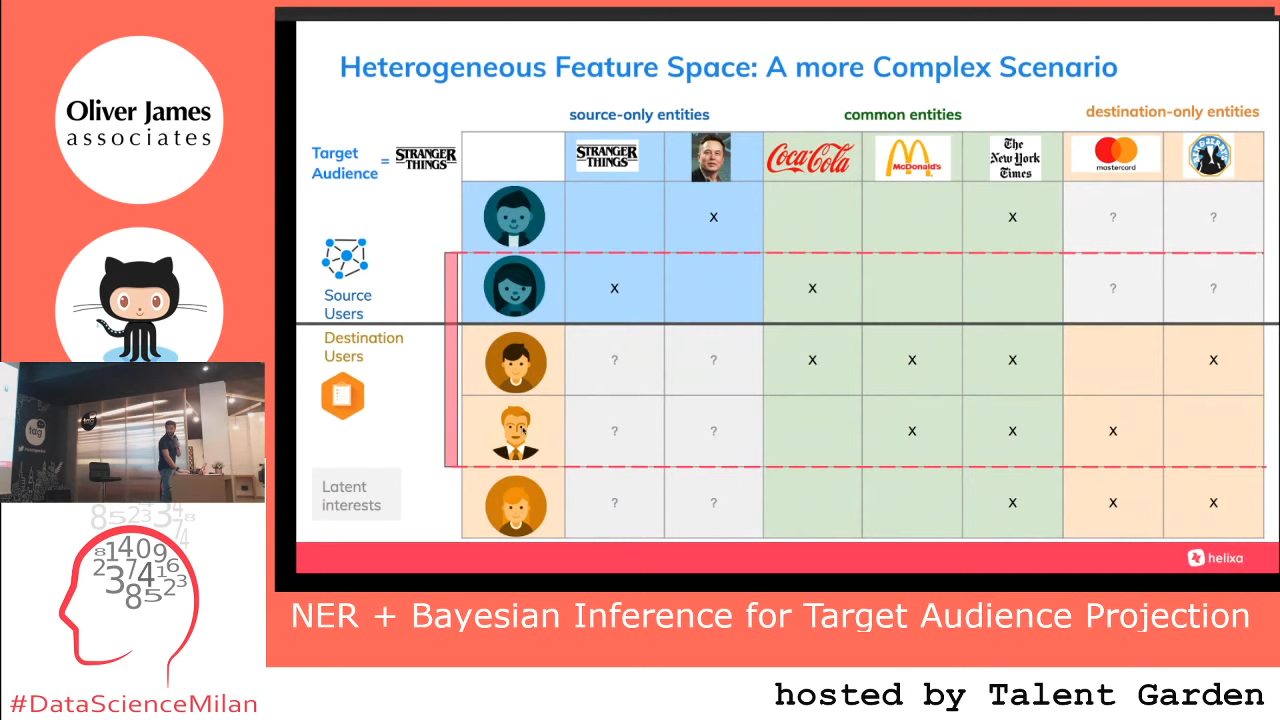 Oliver James
associates
Heterogeneous Feature Space: A more Complex Scenario
source-only entities
common entities
destination-only entities
Target
Audience
=
STRANGER
THINGS
STRANGER
THINGS
Coca-Cola
McDonald's
The
New York
Times
mastercard
x
x
?
?
Source
Users
x
x
?
?
Destination
Users
?
?
x
x
x
x
?
?
x
x
x
Latent
interests
?
?
x
x
x
helixa
tag
NER + Bayesian Inference for Target Audience Projection
#DataScienceMilan
hosted by Talent Garden